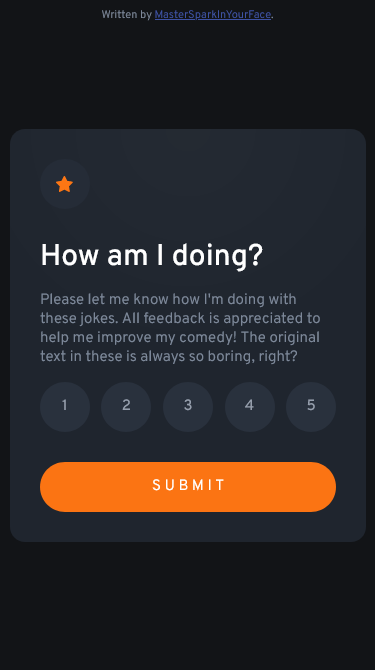 Written by MasterSparkInYourFace.
How am I doing?
Please let me know how I'm doing with
these jokes. All feedback is appreciated to
help me improve my comedy! The original
text in these is always so boring, right?
1 2 3 4 5
SUBMIT